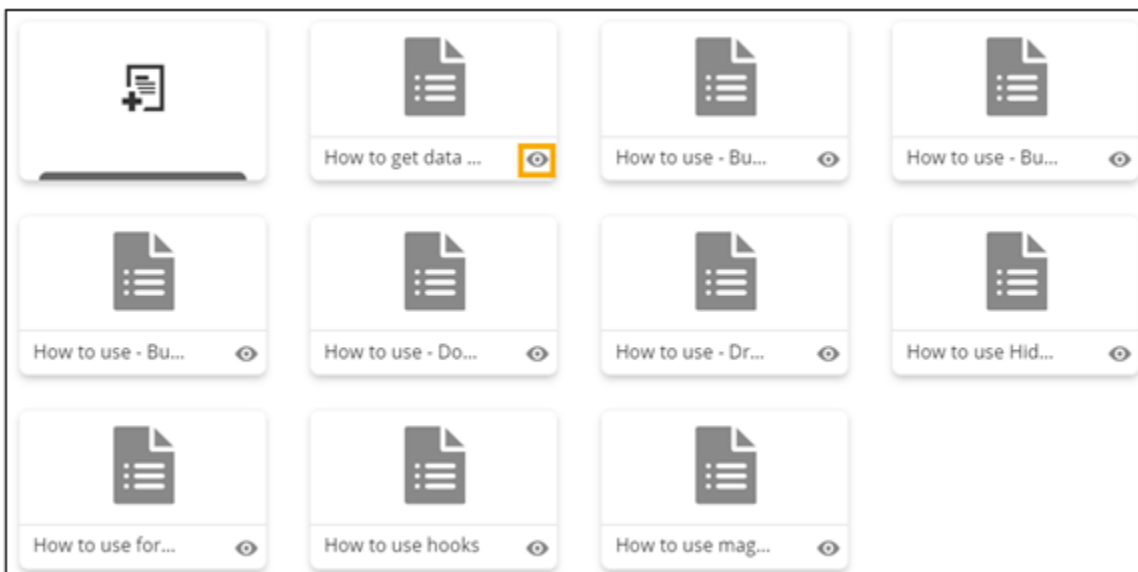 How to get data ...
How to use - Bu...
How to use - Bu...
How to use - Bu...
How to use - Do...
How to use - Dr...
How to use Hid...
How to use for...
How to use hooks
How to use mag...